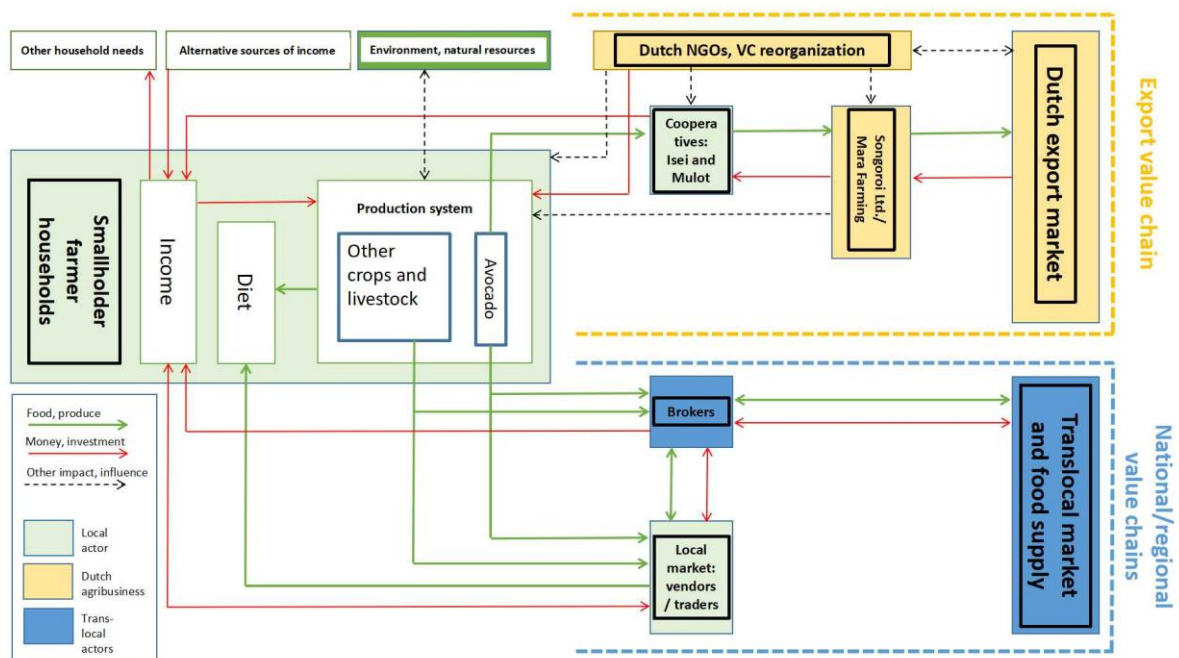 Other household needs
Alternative sources of income
Environment, natural resources
Dutch NGOs, VC reorganization
Coopera
tives:
Isei and
Mulot
Songoroi Ltd./
Mara Farming
Dutch export market
Export value chain
Smallholder
farmer
households
Income
Diet
Production system
Other
crops and
livestock
Avocado
Brokers
Local
market:
vendors
/ traders
Translocal market
and food supply
National/regional
value chains
Food, produce
Money, investment
Other impact, influence
Local
actor
Dutch
agribusiness
Trans-
local
actors